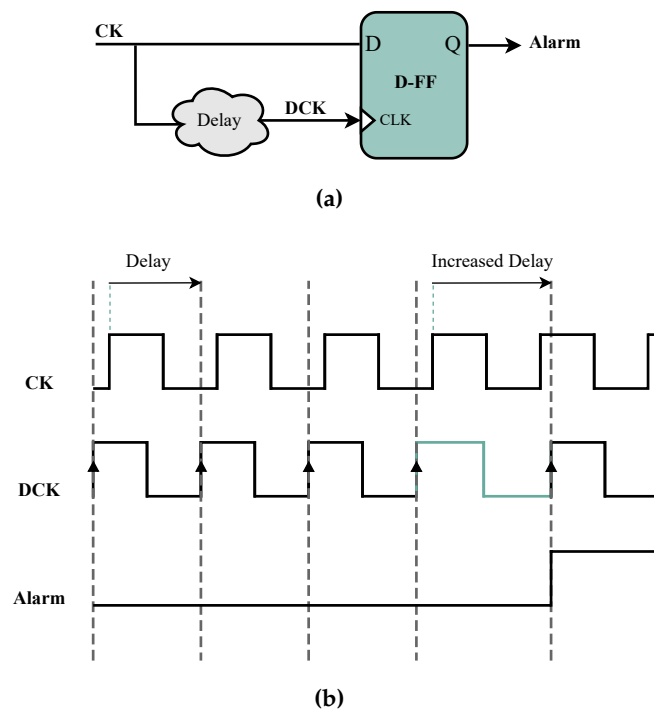 CK
D Q Alarm
D-FF
Delay DCK CLK
(a)
Delay Increased Delay
CK
DCK
Alarm
(b)